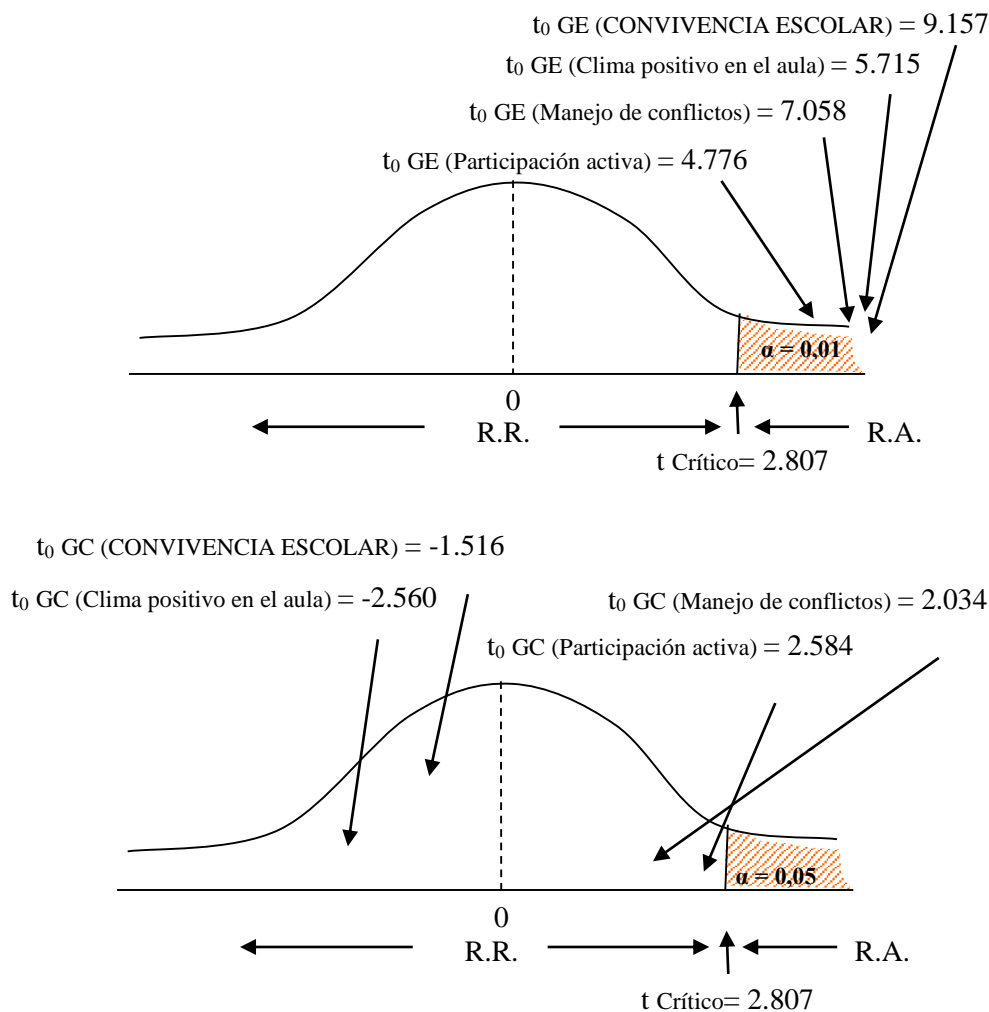 t₀ GE (CONVIVENCIA ESCOLAR) = 9.157
t₀ GE (Clima positivo en el aula) = 5.715
t₀ GE (Manejo de conflictos) = 7.058
t₀ GE (Participación activa) = 4.776
α = 0,01
0
R.R. R.A.
t Crítico= 2.807
t₀ GC (CONVIVENCIA ESCOLAR) = -1.516
t₀ GC (Clima positivo en el aula) = -2.560 t₀ GC (Manejo de conflictos) = 2.034
t₀ GC (Participación activa) = 2.584
α = 0,05
0
R.R. R.A.
t Crítico= 2.807